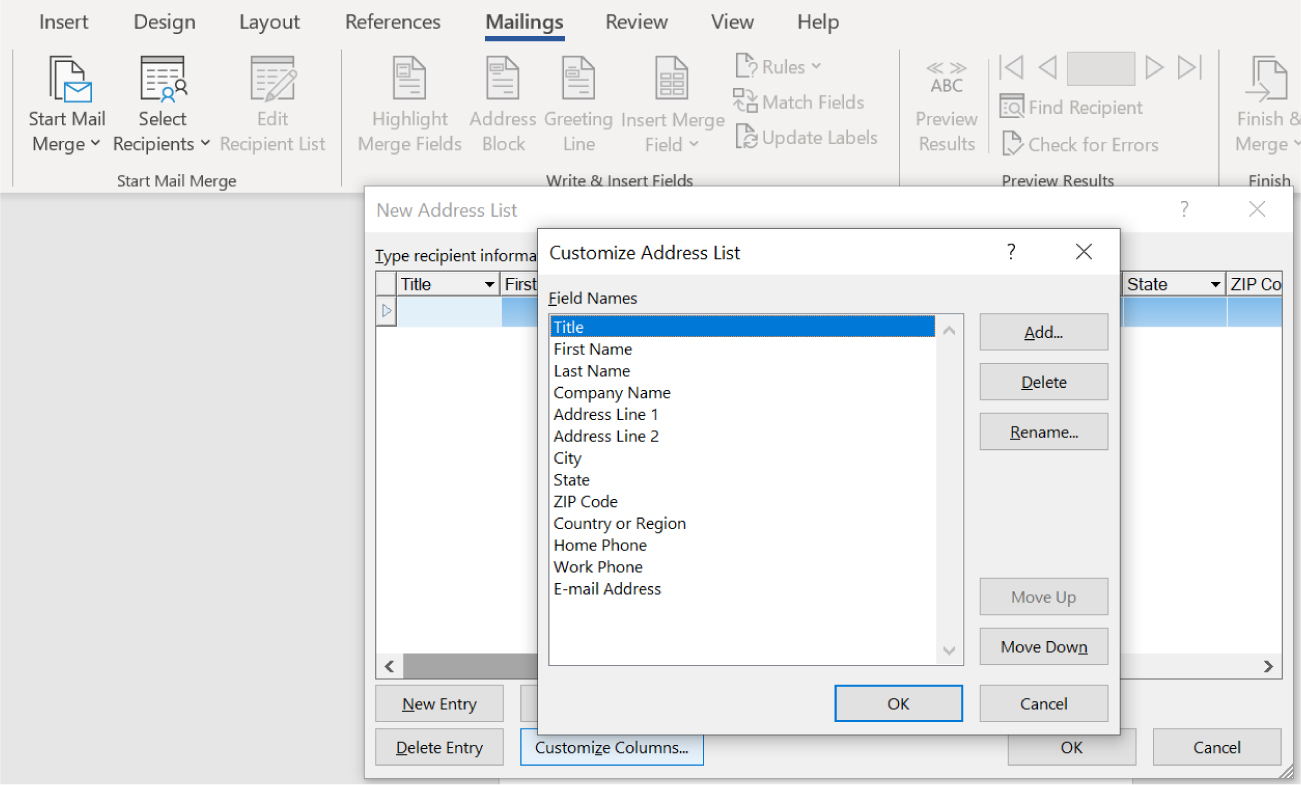 Insert Design Layout References Mailings Review View Help
Start Mail Merge
Select Recipients
Edit Recipient List
Start Mail Merge
Highlight Merge Fields
Address Block
Greeting Line
Insert Merge Field
Rules
Match Fields
Update Labels
Write & Insert Fields
ABC
Preview Results
Find Recipient
Check for Errors
Preview Results
Finish & Merge
Finish
New Address List ?
Type recipient informa
Title First State ZIP Co
Customize Address List ?
Field Names
Title
First Name
Last Name
Company Name
Address Line 1
Address Line 2
City
State
ZIP Code
Country or Region
Home Phone
Work Phone
E-mail Address
Add...
Delete
Rename...
Move Up
Move Down
OK Cancel
New Entry
Delete Entry Customize Columns... OK Cancel